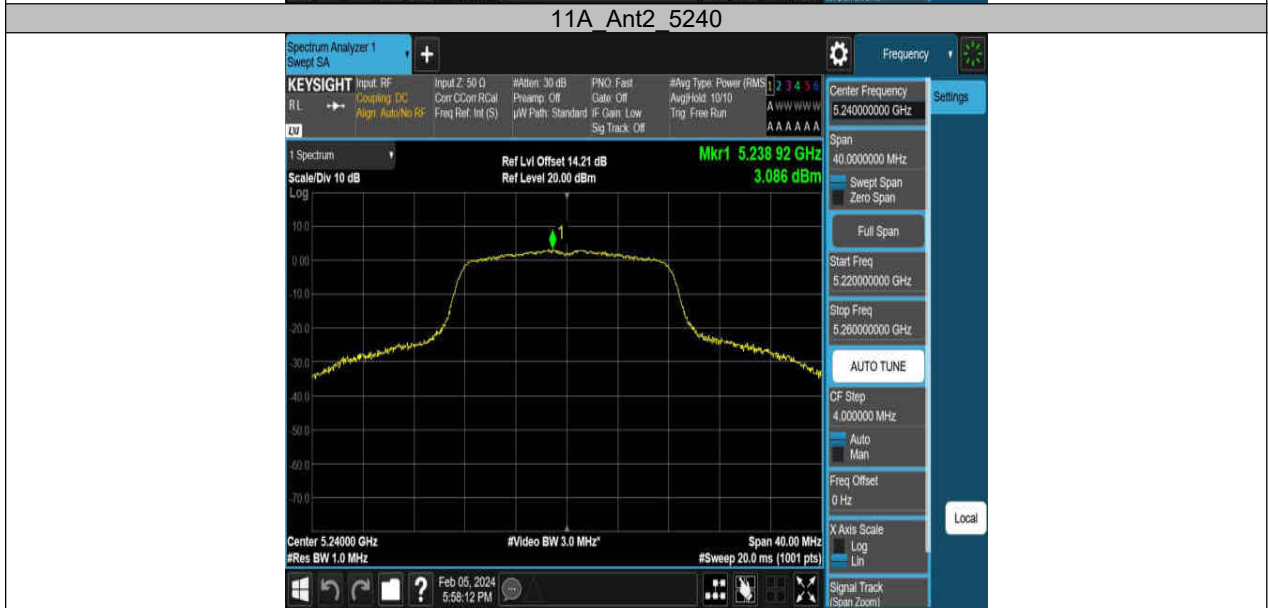 11A_Ant2_5240
Spectrum Analyzer 1
Swept SA
+
Frequency
KEYSIGHT
RL
LXI
Input: RF
Coupling: DC
Align: Auto/No RF
Input Z: 50 Ω
Corr CCorr RCal
Freq Ref: Int (S)
#Atten: 30 dB
Preamp: Off
µW Path: Standard
PNO: Fast
Gate: Off
IF Gain: Low
Sig Track: Off
#Avg Type: Power (RMS
Avg|Hold: 10/10
Trig: Free Run
1 2 3 4 5 6
A W W W W W
A A A A A A
Center Frequency
5.240000000 GHz
Settings
Span
40.0000000 MHz
Swept Span
Zero Span
Full Span
Start Freq
5.220000000 GHz
Stop Freq
5.260000000 GHz
AUTO TUNE
CF Step
4.000000 MHz
Auto
Man
Freq Offset
0 Hz
X Axis Scale
Log
Lin
Signal Track
(Span Zoom)
Local
1 Spectrum
Scale/Div 10 dB
Log
Ref Lvl Offset 14.21 dB
Ref Level 20.00 dBm
Mkr1 5.238 92 GHz
3.086 dBm
1
10.0
0.00
-10.0
-20.0
-30.0
-40.0
-50.0
-60.0
-70.0
Center 5.24000 GHz
#Res BW 1.0 MHz
#Video BW 3.0 MHz*
Span 40.00 MHz
#Sweep 20.0 ms (1001 pts)
?
Feb 05, 2024
5:58:12 PM